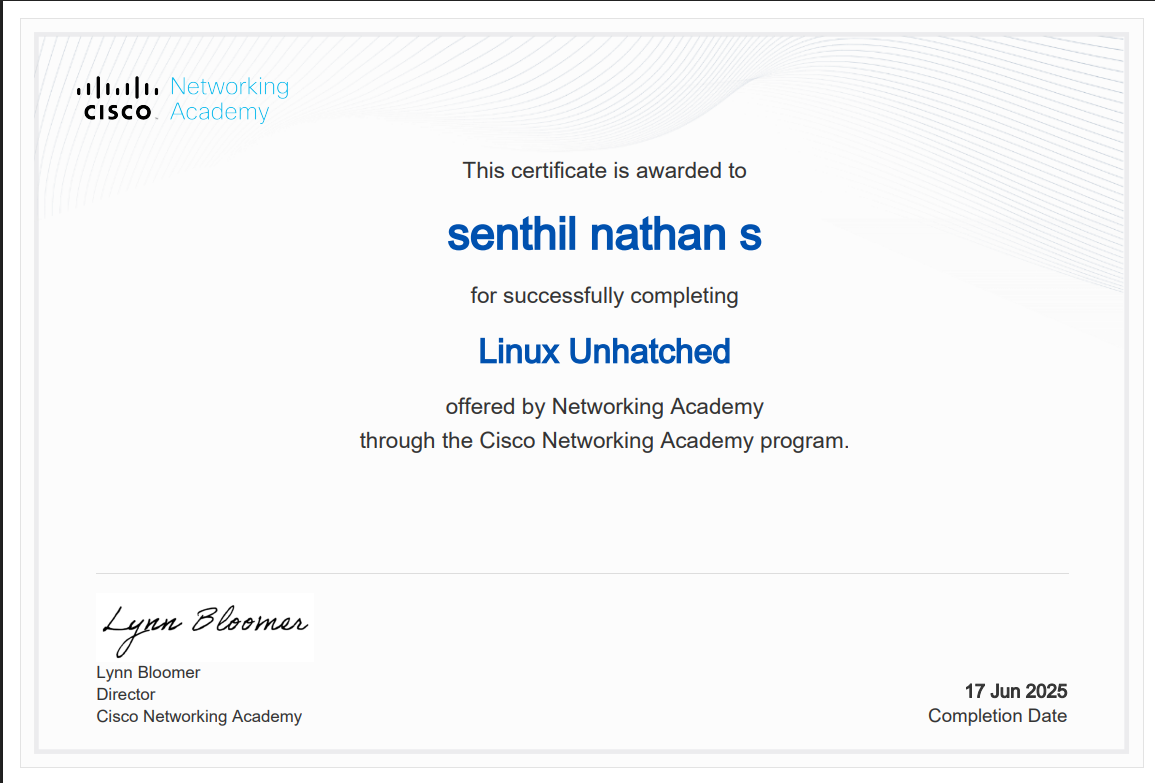 CISCO Networking
Academy
This certificate is awarded to
senthil nathan s
for successfully completing
Linux Unhatched
offered by Networking Academy
through the Cisco Networking Academy program.
Lynn Bloomer
Lynn Bloomer
Director
Cisco Networking Academy
17 Jun 2025
Completion Date